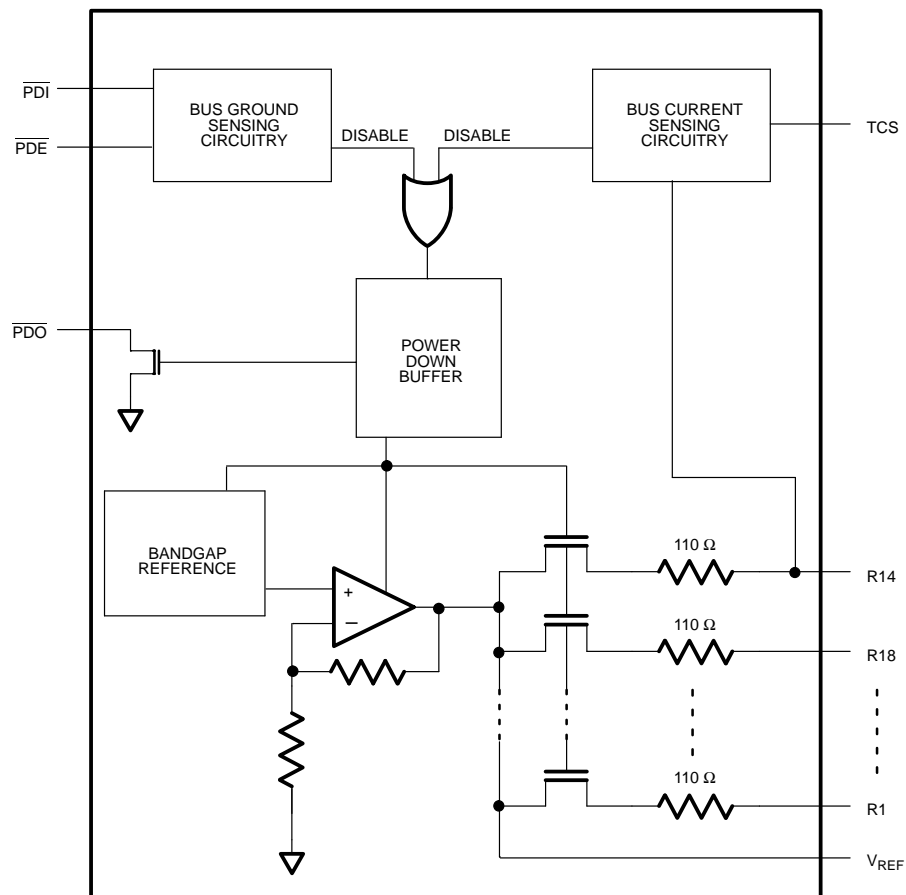 PDI
BUS GROUND
SENSING
CIRCUITRY
BUS CURRENT
SENSING
CIRCUITRY
TCS
PDE
DISABLE
DISABLE
PDO
POWER
DOWN
BUFFER
BANDGAP
REFERENCE
+
−
110 Ω
R14
110 Ω
R18
110 Ω
R1
VREF